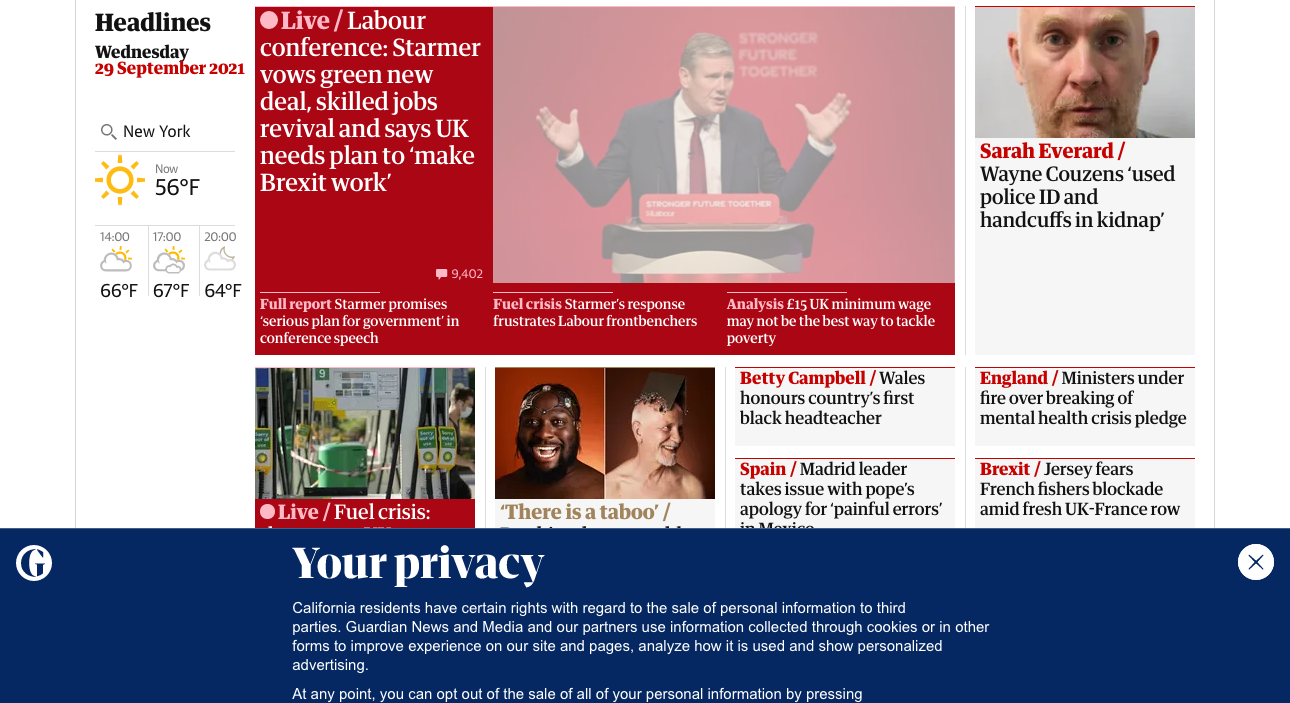 Headlines
Wednesday
29 September 2021
New York
Now
56°F
14:00
17:00
20:00
66°F
67°F
64°F
Live / Labour
conference: Starmer
vows green new
deal, skilled jobs
revival and says UK
needs plan to ‘make
Brexit work’
9,402
STRONGER
FUTURE
TOGETHER
STRONGER FUTURE TOGETHER
Labour
Full report Starmer promises
‘serious plan for government’ in
conference speech
Fuel crisis Starmer’s response
frustrates Labour frontbenchers
Analysis £15 UK minimum wage
may not be the best way to tackle
poverty
Sarah Everard /
Wayne Couzens ‘used
police ID and
handcuffs in kidnap’
9
Sorry
out of
use
Sorry
out of
use
Live / Fuel crisis:
‘There is a taboo’ /
Betty Campbell / Wales
honours country’s first
black headteacher
Spain / Madrid leader
takes issue with pope’s
apology for ‘painful errors’
in Mexico
England / Ministers under
fire over breaking of
mental health crisis pledge
Brexit / Jersey fears
French fishers blockade
amid fresh UK-France row
Your privacy
California residents have certain rights with regard to the sale of personal information to third
parties. Guardian News and Media and our partners use information collected through cookies or in other
forms to improve experience on our site and pages, analyze how it is used and show personalized
advertising.
At any point, you can opt out of the sale of all of your personal information by pressing